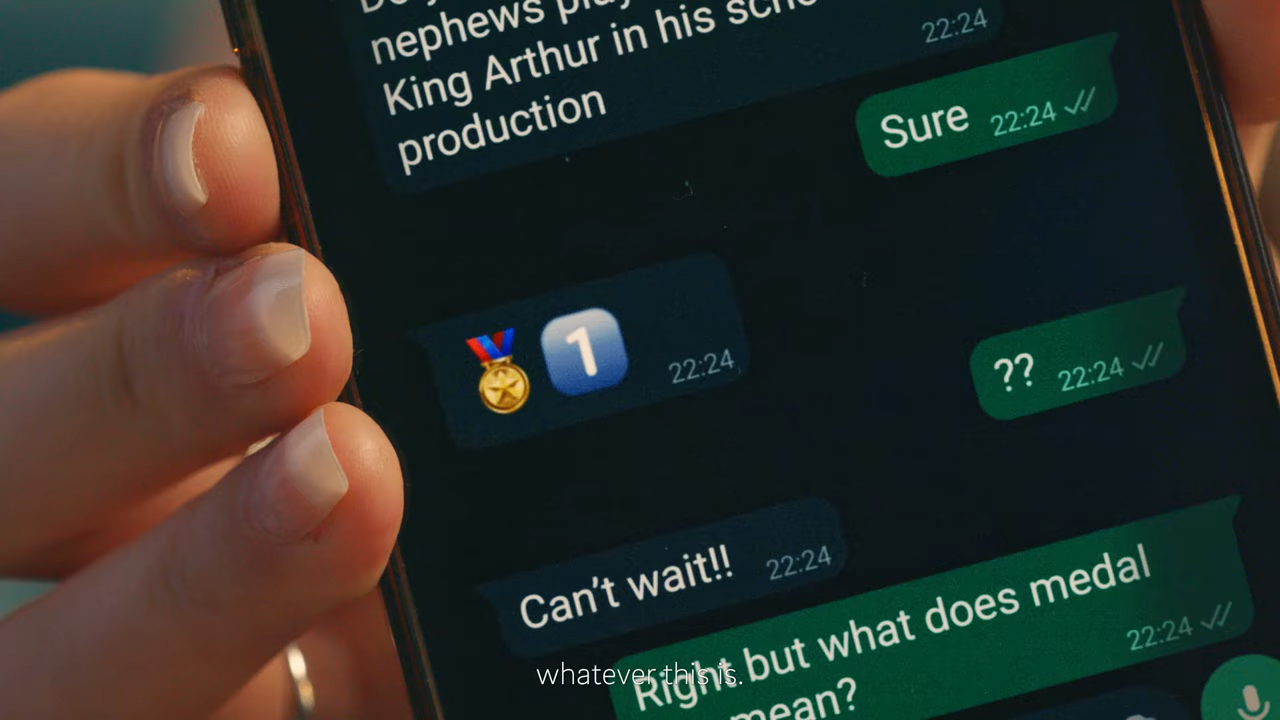 nephews
King Arthur in his
production
22:24
Sure 22:24
🏅1️⃣ 22:24
?? 22:24
Can't wait!! 22:24
Right but what does medal
mean?
22:24
whatever this is.